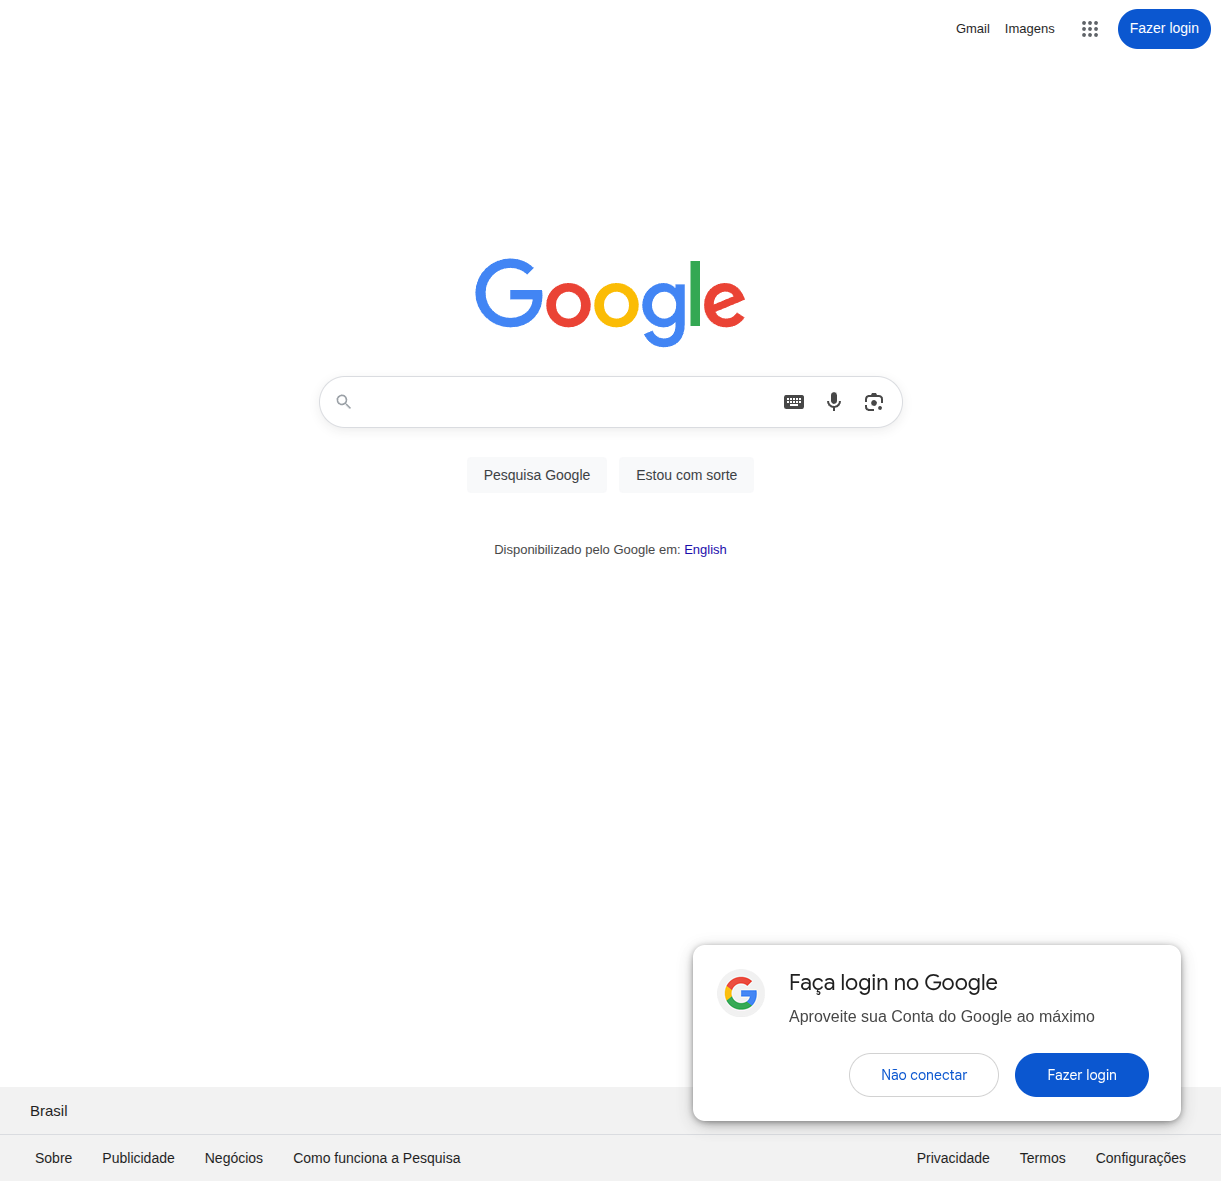 Gmail Imagens Fazer login
Google
Pesquisa Google Estou com sorte
Disponibilizado pelo Google em: English
Faça login no Google
Aproveite sua Conta do Google ao máximo
Não conectar Fazer login
Brasil
Sobre Publicidade Negócios Como funciona a Pesquisa Privacidade Termos Configurações